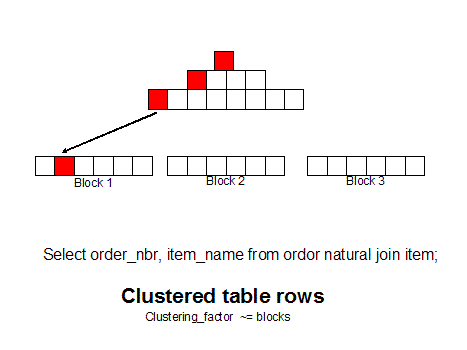 Block 1
Block 2
Block 3
Select order_nbr, item_name from ordor natural join item;
Clustered table rows
Clustering_factor ~= blocks